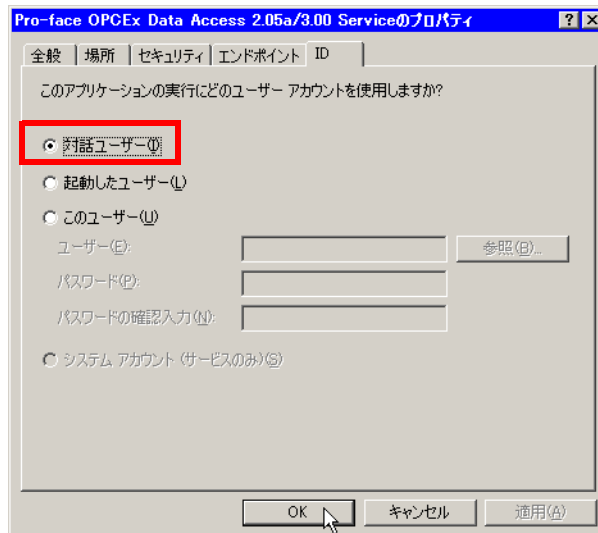 Pro-face OPCEx Data Access 2.05a/3.00 Serviceのプロパティ
全般 場所 セキュリティ エンドポイント ID
このアプリケーションの実行にどのユーザー アカウントを使用しますか?
対話ユーザー(I)
起動したユーザー(L)
このユーザー(U)
ユーザー(E): 参照(B)...
パスワード(P):
パスワードの確認入力(N):
システム アカウント (サービスのみ)(S)
OK キャンセル 適用(A)